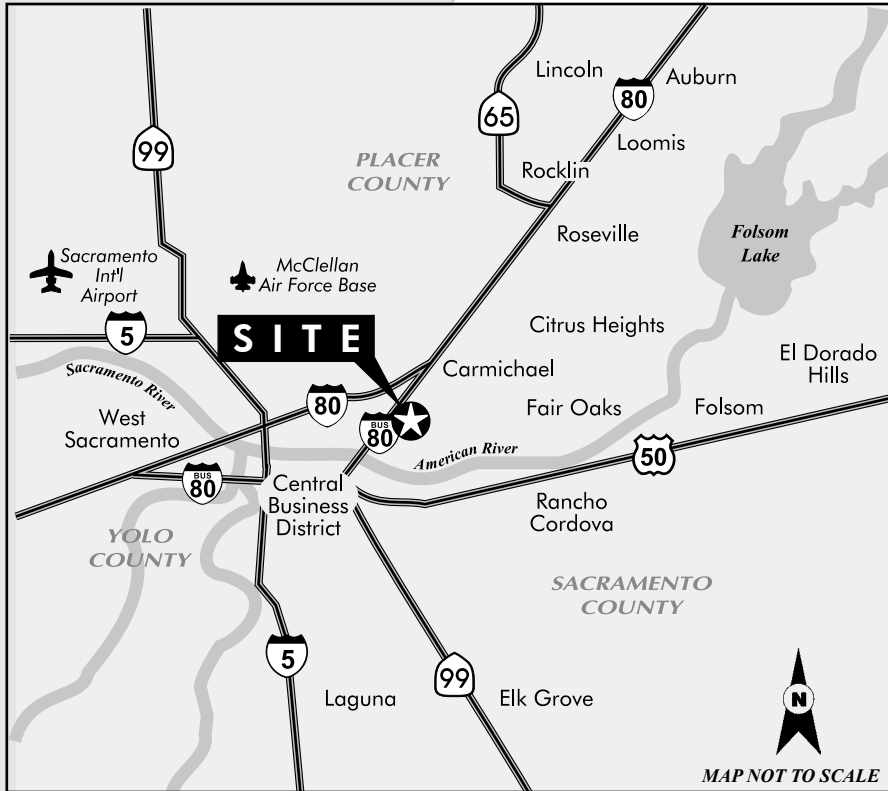 Lincoln
Auburn
80
65
99
Loomis
PLACER
COUNTY
Rocklin
Roseville
Folsom
Lake
Sacramento
Int'l
Airport
McClellan
Air Force Base
5
SITE
Citrus Heights
El Dorado
Hills
Carmichael
Sacramento River
80
West
Sacramento
Fair Oaks
Folsom
BUS
80
American River
50
BUS
80
Central
Business
District
Rancho
Cordova
YOLO
COUNTY
SACRAMENTO
COUNTY
5
99
Laguna
Elk Grove
N
MAP NOT TO SCALE